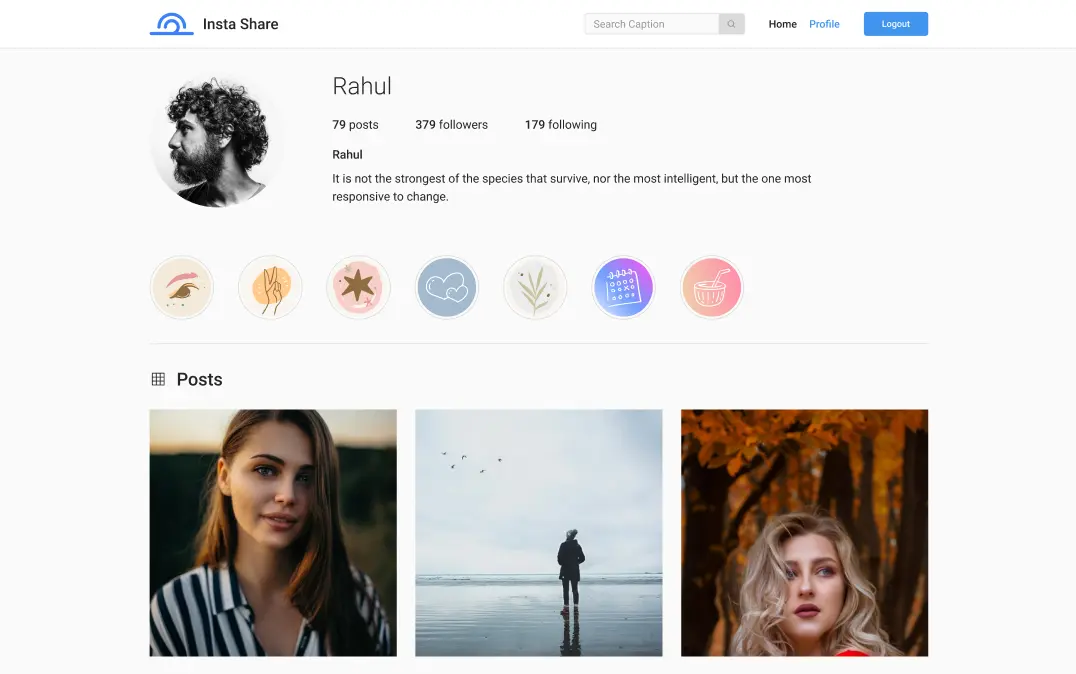 Insta Share
Search Caption
Home
Profile
Logout
Rahul
79 posts
379 followers
179 following
Rahul
It is not the strongest of the species that survive, nor the most intelligent, but the one most
responsive to change.
Posts